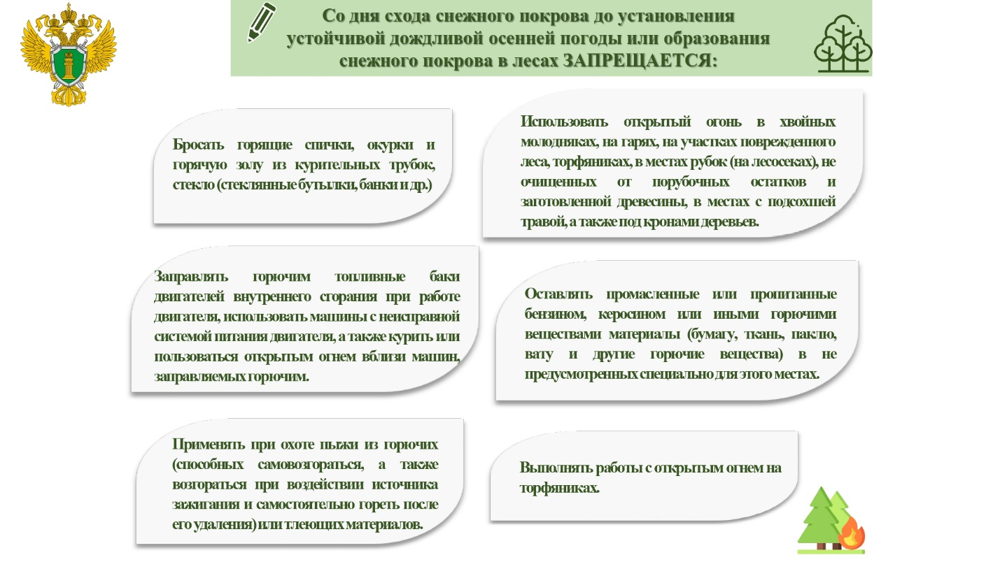 Со дня схода снежного покрова до установления
устойчивой дождливой осенней погоды или образования
снежного покрова в лесах ЗАПРЕЩАЕТСЯ:
Бросать горящие спички, окурки и
горячую золу из курительных трубок,
стекло (стеклянные бутылки, банки и др.)
Использовать открытый огонь в хвойных
молодняках, на гарях, на участках поврежденного
леса, торфяниках, в местах рубок (на лесосеках), не
очищенных от порубочных остатков и
заготовленной древесины, в местах с подсохшей
травой, а также под кронами деревьев.
Заправлять горючим топливные баки
двигателей внутреннего сгорания при работе
двигателя, использовать машины с неисправной
системой питания двигателя, а также курить или
пользоваться открытым огнем вблизи машин,
заправляемых горючим.
Оставлять промасленные или пропитанные
бензином, керосином или иными горючими
веществами материалы (бумагу, ткань, паклю,
вату и другие горючие вещества) в не
предусмотренных специально для этого местах.
Применять при охоте пыжи из горючих
(способных самовозгораться, а также
возгораться при воздействии источника
зажигания и самостоятельно гореть после
его удаления) или тлеющих материалов.
Выполнять работы с открытым огнем на
торфяниках.